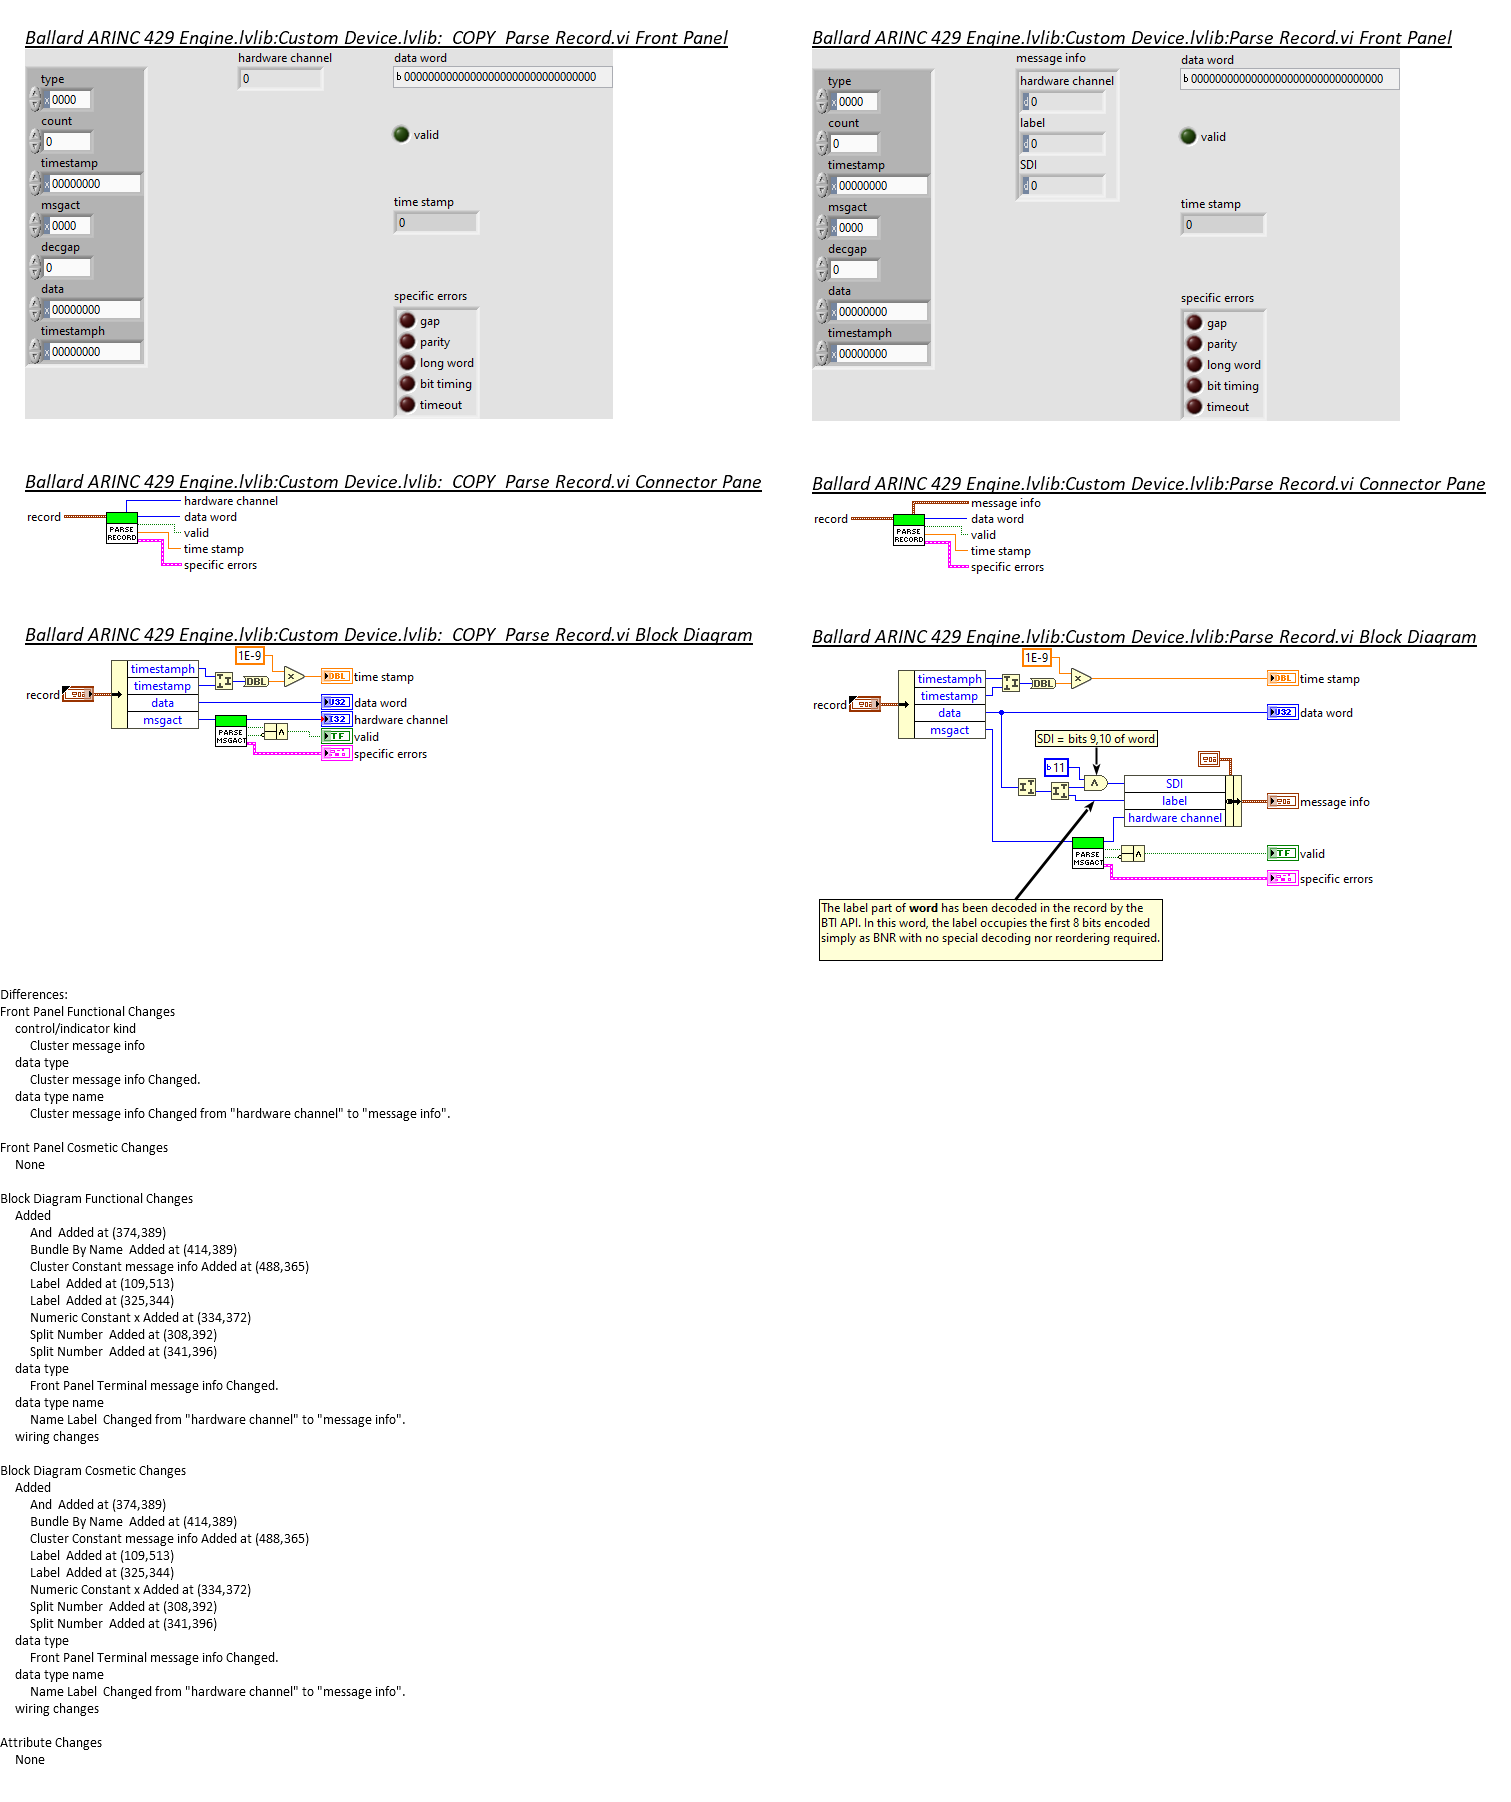 Ballard ARINC 429 Engine.lvlib:Custom Device.lvlib:_COPY_Parse Record.vi Front Panel
type
x 0000
count
0
timestamp
x 00000000
msgact
x 0000
decgap
0
data
x 00000000
timestamph
x 00000000
hardware channel
0
data word
b 00000000000000000000000000000000
valid
time stamp
0
specific errors
gap
parity
long word
bit timing
timeout
Ballard ARINC 429 Engine.lvlib:Custom Device.lvlib:Parse Record.vi Front Panel
type
x 0000
count
0
timestamp
x 00000000
msgact
x 0000
decgap
0
data
x 00000000
timestamph
x 00000000
message info
hardware channel
d 0
label
d 0
SDI
d 0
data word
b 00000000000000000000000000000000
valid
time stamp
0
specific errors
gap
parity
long word
bit timing
timeout
Ballard ARINC 429 Engine.lvlib:Custom Device.lvlib:_COPY_Parse Record.vi Connector Pane
record
PARSE
RECORD
hardware channel
data word
valid
time stamp
specific errors
Ballard ARINC 429 Engine.lvlib:Custom Device.lvlib:Parse Record.vi Connector Pane
record
PARSE
RECORD
message info
data word
valid
time stamp
specific errors
Ballard ARINC 429 Engine.lvlib:Custom Device.lvlib:_COPY_Parse Record.vi Block Diagram
record
timestamph
timestamp
data
msgact
1E-9
DBL
x
PARSE
MSGACT
DBL time stamp
U32 data word
I32 hardware channel
TF valid
specific errors
Ballard ARINC 429 Engine.lvlib:Custom Device.lvlib:Parse Record.vi Block Diagram
record
timestamph
timestamp
data
msgact
1E-9
DBL
x
DBL time stamp
U32 data word
SDI = bits 9,10 of word
b 11
SDI
label
hardware channel
message info
PARSE
MSGACT
TF valid
specific errors
The label part of word has been decoded in the record by the
BTI API. In this word, the label occupies the first 8 bits encoded
simply as BNR with no special decoding nor reordering required.
Differences:
Front Panel Functional Changes
control/indicator kind
Cluster message info
data type
Cluster message info Changed.
data type name
Cluster message info Changed from "hardware channel" to "message info".
Front Panel Cosmetic Changes
None
Block Diagram Functional Changes
Added
And  Added at (374,389)
Bundle By Name  Added at (414,389)
Cluster Constant message info Added at (488,365)
Label  Added at (109,513)
Label  Added at (325,344)
Numeric Constant x Added at (334,372)
Split Number  Added at (308,392)
Split Number  Added at (341,396)
data type
Front Panel Terminal message info Changed.
data type name
Name Label  Changed from "hardware channel" to "message info".
wiring changes
Block Diagram Cosmetic Changes
Added
And  Added at (374,389)
Bundle By Name  Added at (414,389)
Cluster Constant message info Added at (488,365)
Label  Added at (109,513)
Label  Added at (325,344)
Numeric Constant x Added at (334,372)
Split Number  Added at (308,392)
Split Number  Added at (341,396)
data type
Front Panel Terminal message info Changed.
data type name
Name Label  Changed from "hardware channel" to "message info".
wiring changes
Attribute Changes
None